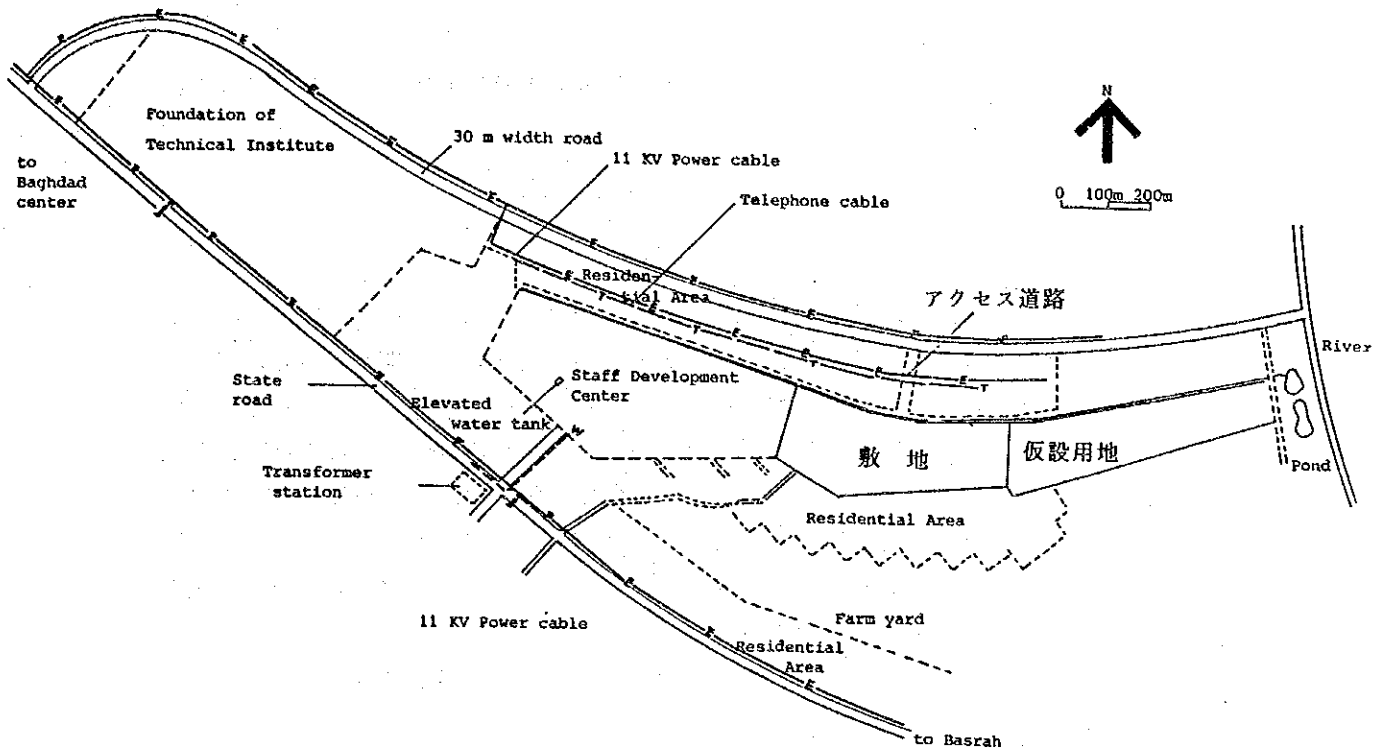 Foundation of
Technical Institute
to
Baghdad
center
30 m width road
11 KV Power cable
Telephone cable
N
0 100m 200m
Residen-
tial Area
アクセス道路
River
State
road
Staff Development
Center
Elevated
water tank
W
Transformer
station
敷地
仮設用地
Pond
Residential Area
11 KV Power cable
Farm yard
Residential
Area
to Basrah
E
E
E
E
T
E
T
E
T
T
E
T
E